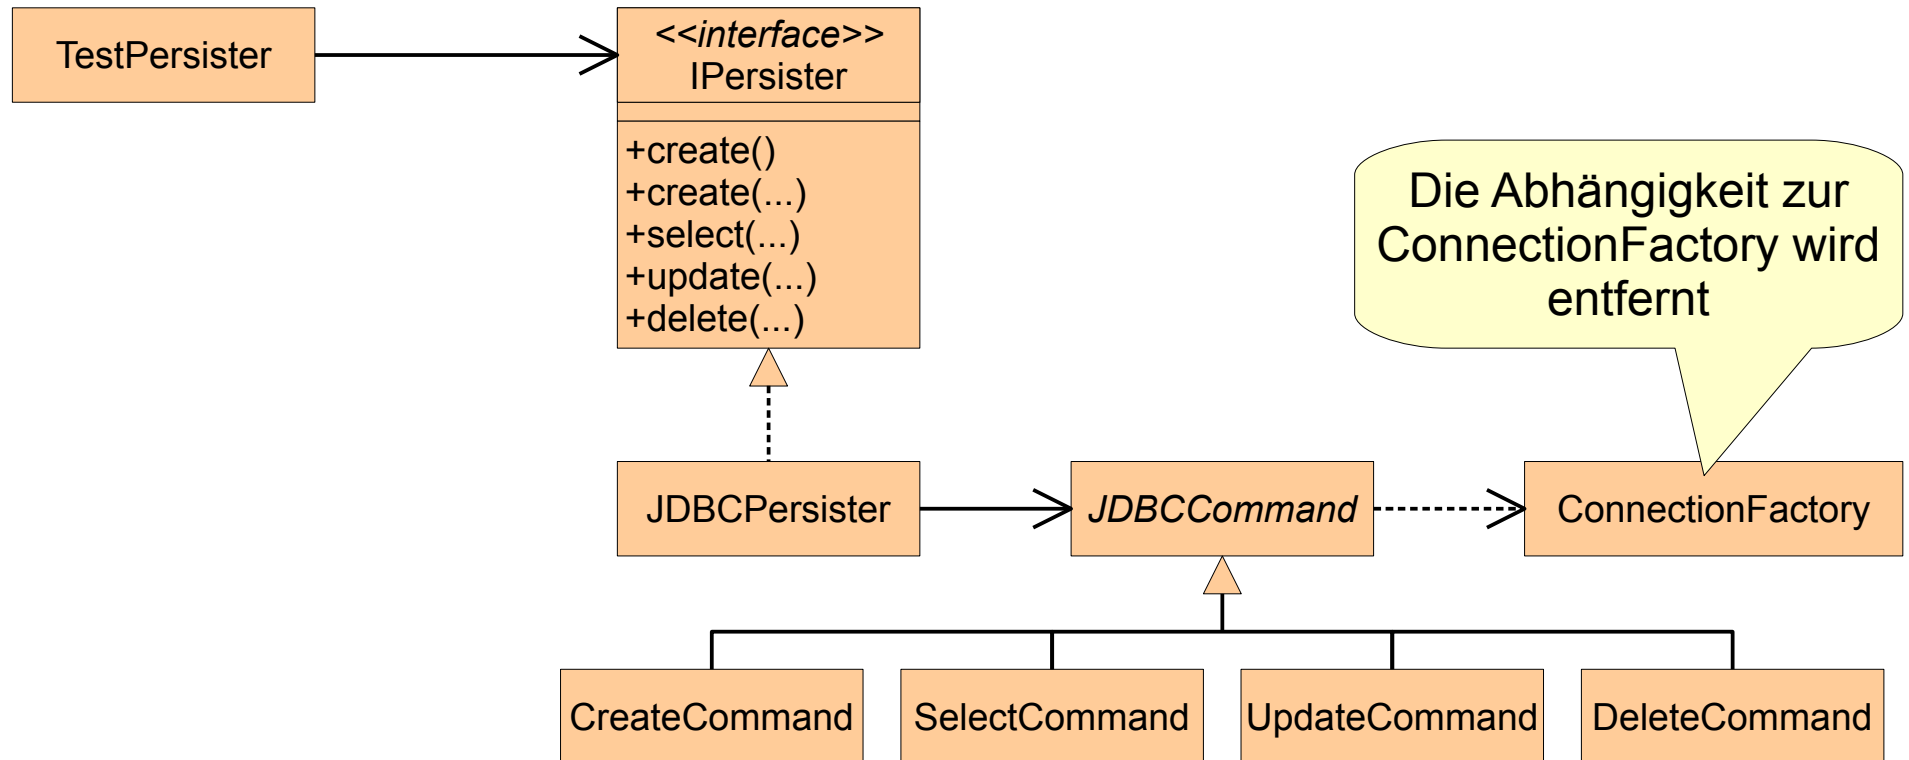 TestPersister
<<interface>>
IPersister
+create()
+create(...)
+select(...)
+update(...)
+delete(...)
Die Abhängigkeit zur
ConnectionFactory wird
entfernt
JDBCPersister
JDBCCommand
ConnectionFactory
CreateCommand
SelectCommand
UpdateCommand
DeleteCommand